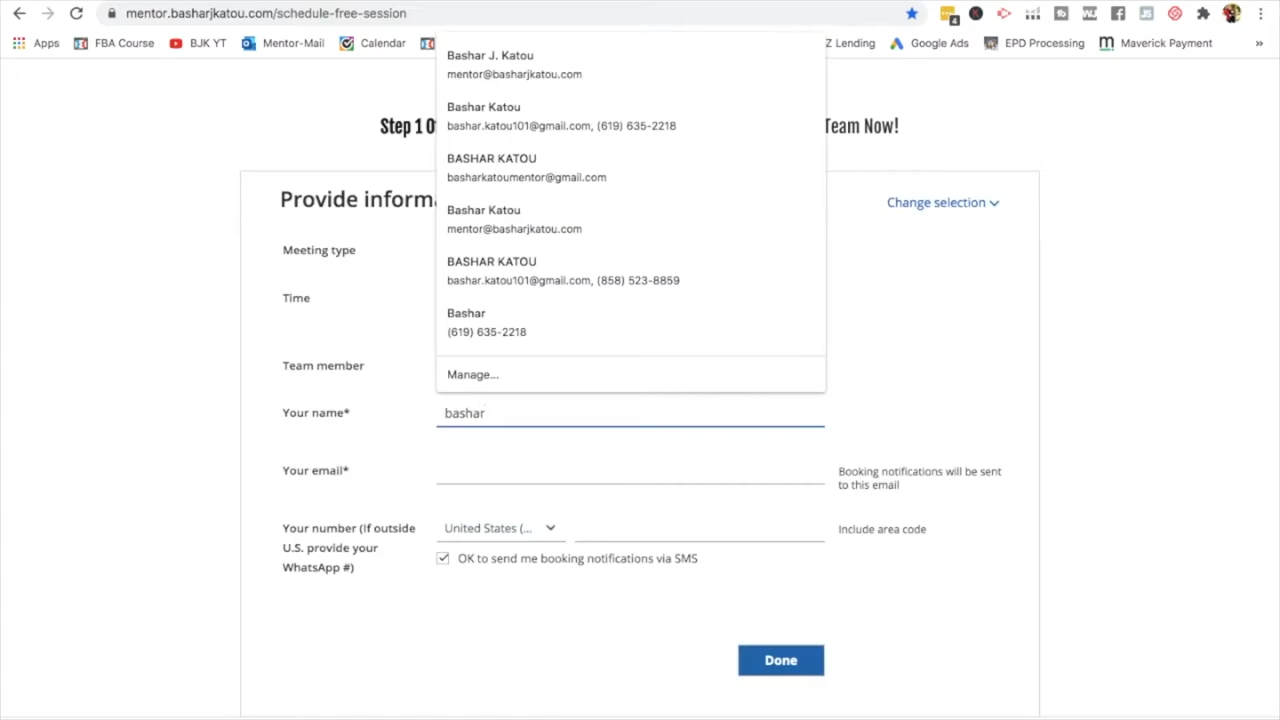 mentor.basharjkatou.com/schedule-free-session
4
Apps
FBA Course
BJK YT
Mentor-Mail
Calendar
Z Lending
Google Ads
EPD Processing
Maverick Payment
»
Bashar J. Katou
mentor@basharjkatou.com
Bashar Katou
bashar.katou101@gmail.com, (619) 635-2218
BASHAR KATOU
basharkatoumentor@gmail.com
Bashar Katou
mentor@basharjkatou.com
BASHAR KATOU
bashar.katou101@gmail.com, (858) 523-8859
Bashar
(619) 635-2218
Manage...
Step 1 O
Team Now!
Provide informa
Change selection
Meeting type
Time
Team member
Your name*
bashar
Your email*
Booking notifications will be sent
to this email
Your number (If outside
U.S. provide your
WhatsApp #)
United States (...
Include area code
OK to send me booking notifications via SMS
Done